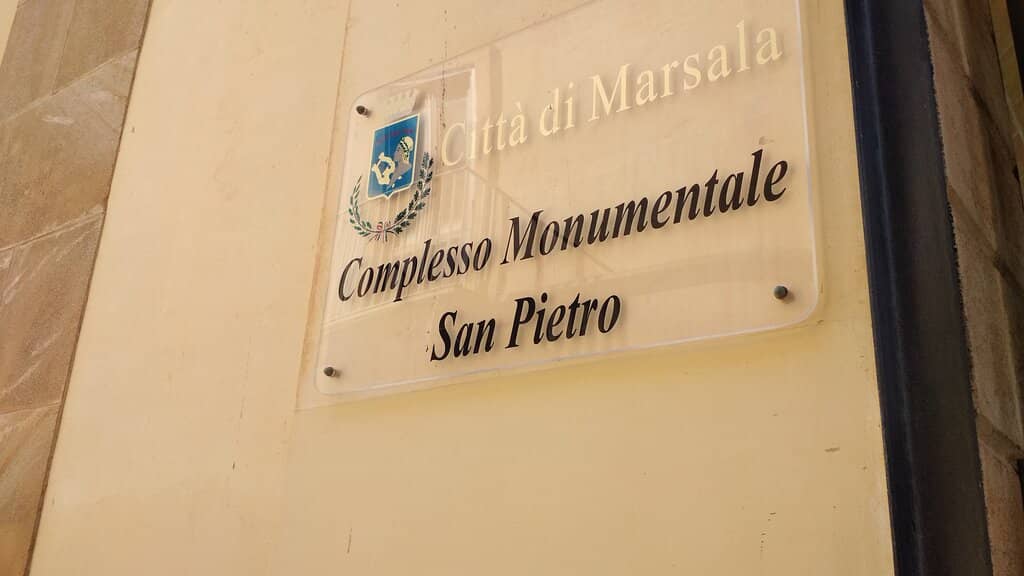 Città di Marsala
Complesso Monumentale
San Pietro